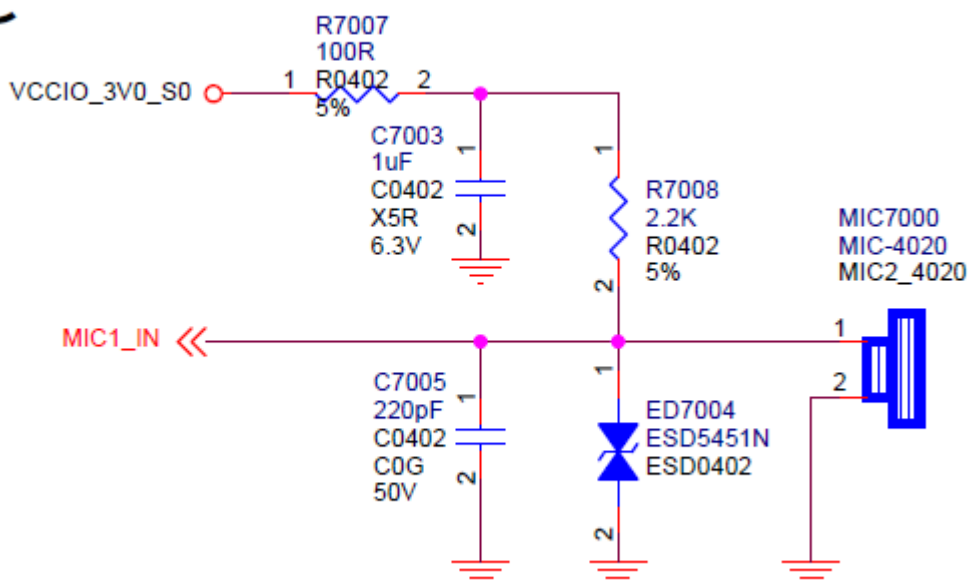 R7007
100R
R0402
5%
1
2
VCCIO_3V0_S0
C7003
1uF
C0402
X5R
6.3V
1
2
1
2
R7008
2.2K
R0402
5%
MIC7000
MIC-4020
MIC2_4020
MIC1_IN
1
2
C7005
220pF
C0402
C0G
50V
1
2
1
2
ED7004
ESD5451N
ESD0402